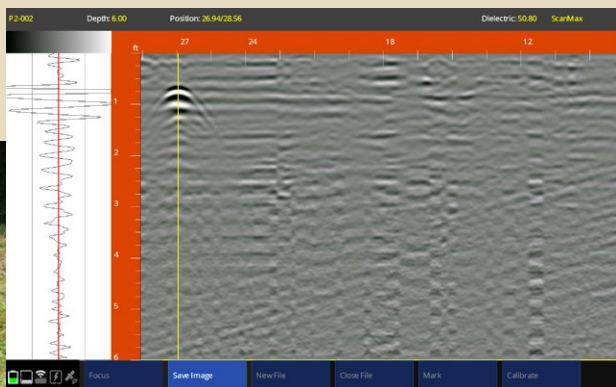 P2-002 Depth: 6.00 Position: 26.94/28.56 Dielectric: 50.80 ScanMax
ft 27 24 18 12
1
2
3
4
5
6
Focus Save Image New File Close File Mark Calibrate